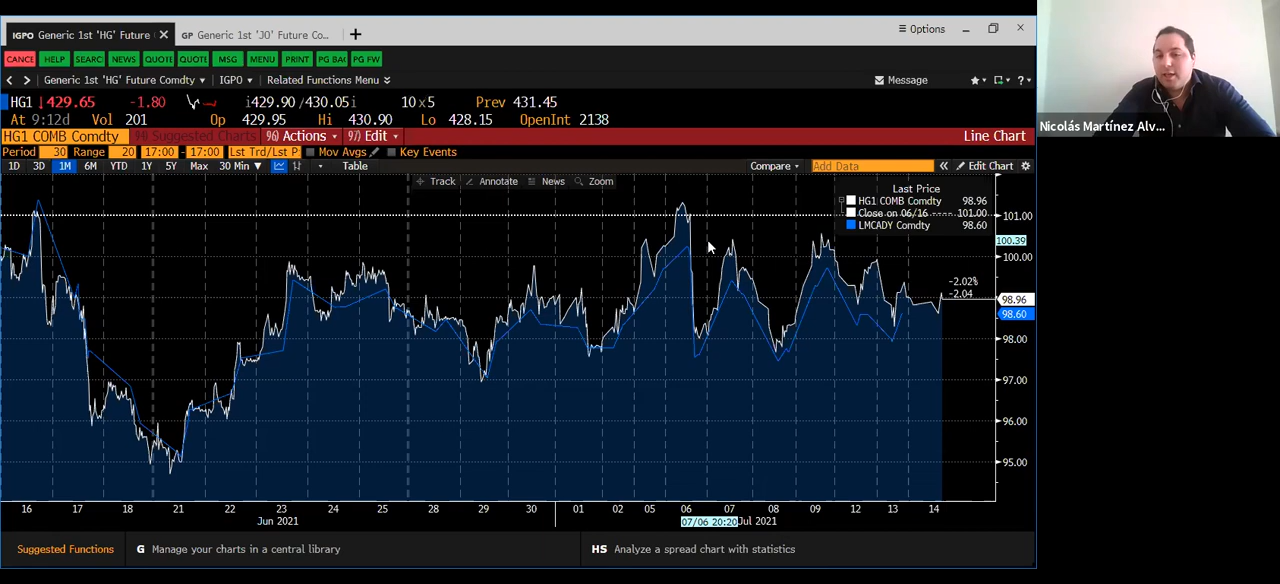 IGPO Generic 1st 'HG' Future
GP Generic 1st 'JO' Future Co...
Options
CANCE HELP SEARC NEWS QUOTE QUOTE MSG MENU PRINT PG BAC PG FW
Generic 1st 'HG' Future Comdty IGPO Related Functions Menu Message
HG1 429.65 -1.80 429.90 /430.05 10 x 5 Prev 431.45
At 9:12d Vol 201 Op 429.95 Hi 430.90 Lo 428.15 OpenInt 2138
HG1 COMB Comdty Suggested Charts 96) Actions 97) Edit Line Chart
Period 30 Range 20 17:00 - 17:00 Lst Trd/Lst P Mov Avgs Key Events
1D 3D 1M 6M YTD 1Y 5Y Max 30 Min Table Compare Add Data Edit Chart
Track Annotate News Zoom
Last Price
HG1 COMB Comdty 98.96
Close on 06/16 ---- 101.00
LMCADY Comdty 98.60
101.00
100.39
100.00
-2.02%
-2.04
98.96
98.60
98.00
97.00
96.00
95.00
16 17 18 21 22 23 24 25 28 29 30 01 02 05 06 07 08 09 12 13 14
Jun 2021 07/06 20:20 Jul 2021
Suggested Functions G Manage your charts in a central library HS Analyze a spread chart with statistics
Nicolás Martínez Alv...